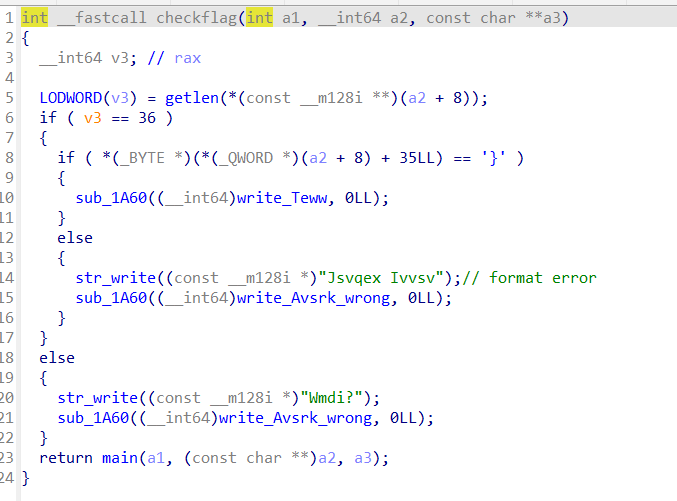 1 int __fastcall checkflag(int a1, __int64 a2, const char **a3)
2 {
3   __int64 v3; // rax
4
5   LODWORD(v3) = getlen(*(const __m128i **)(a2 + 8));
6   if ( v3 == 36 )
7   {
8     if ( *(_BYTE *)(*(_QWORD *)(a2 + 8) + 35LL) == '}' )
9     {
10       sub_1A60((__int64)write_Teww, 0LL);
11     }
12     else
13     {
14       str_write((const __m128i *)"Jsvqex Ivvsv");// format error
15       sub_1A60((__int64)write_Avsrk_wrong, 0LL);
16     }
17   }
18   else
19   {
20     str_write((const __m128i *)"Wmdi?");
21     sub_1A60((__int64)write_Avsrk_wrong, 0LL);
22   }
23   return main(a1, (const char **)a2, a3);
24 }